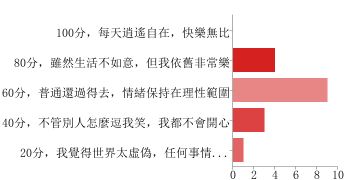 100分，每天逍遙自在，快樂無比
80分，雖然生活不如意，但我依舊非常樂
60分，普通還過得去，情緒保持在理性範圍
40分，不管別人怎麼逗我笑，我都不會開心
20分，我覺得世界太虛偽，任何事情...
0 2 4 6 8 10